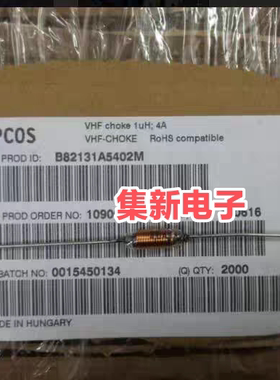 PCOS
VHF choke 1uH; 4A
VHF-CHOKE RoHS compatible
PROD ID: B82131A5402M
集新电子
PROD ORDER NO: 1090 0616
BATCH NO: 0015450134 (Q) QTY: 2000
DE IN HUNGARY